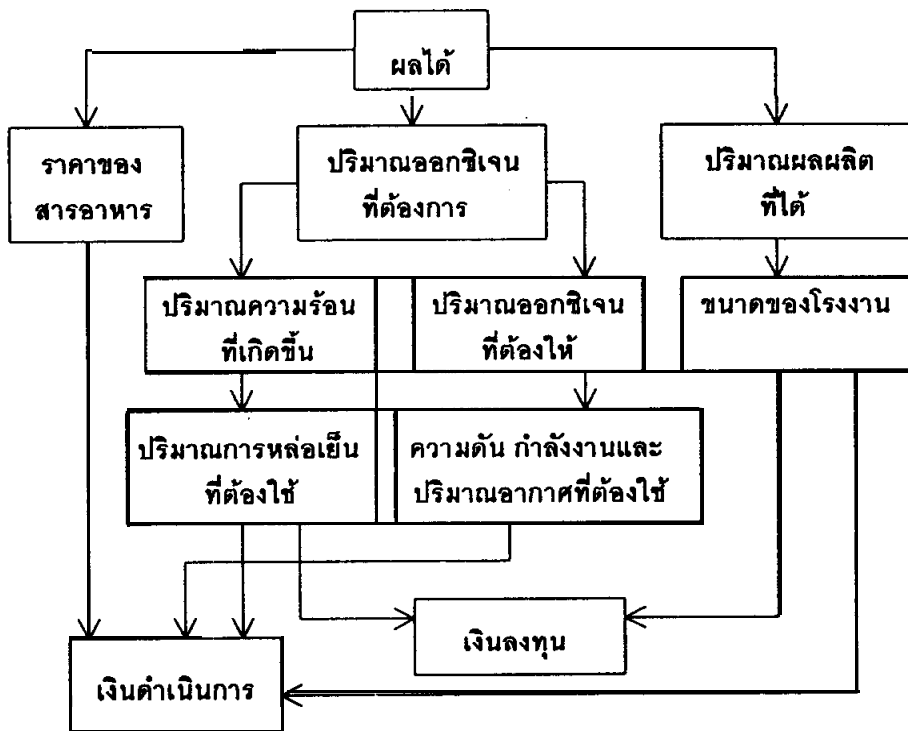 ผลได้
ราคาของ
สารอาหาร
ปริมาณออกซิเจน
ที่ต้องการ
ปริมาณผลผลิต
ที่ได้
ปริมาณความร้อน
ที่เกิดขึ้น
ปริมาณออกซิเจน
ที่ต้องให้
ขนาดของโรงงาน
ปริมาณการหล่อเย็น
ที่ต้องใช้
ความดัน กำลังงานและ
ปริมาณอากาศที่ต้องใช้
เงินลงทุน
เงินดำเนินการ